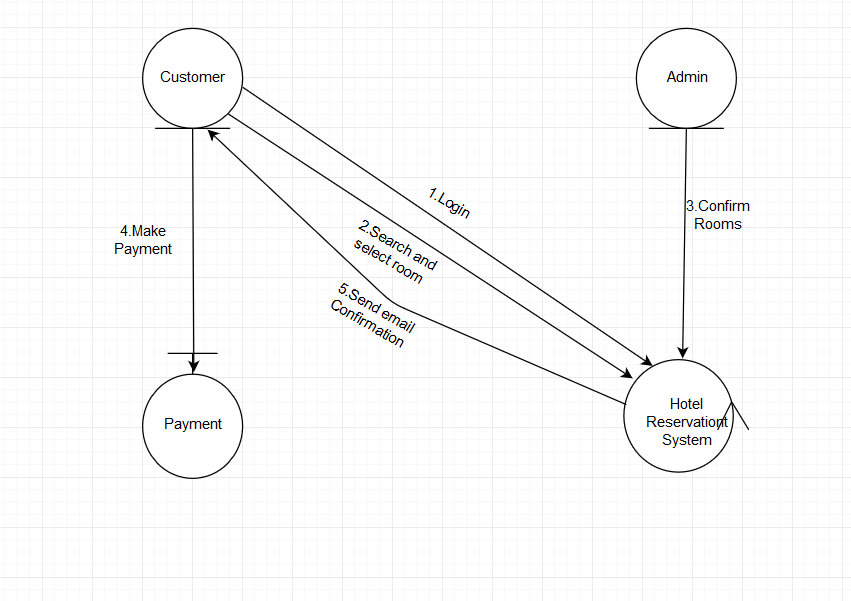 Customer
Admin
1.Login
3.Confirm
Rooms
2.Search and
select room
4.Make
Payment
5.Send email
Confirmation
Hotel
Reservationt
System
Payment